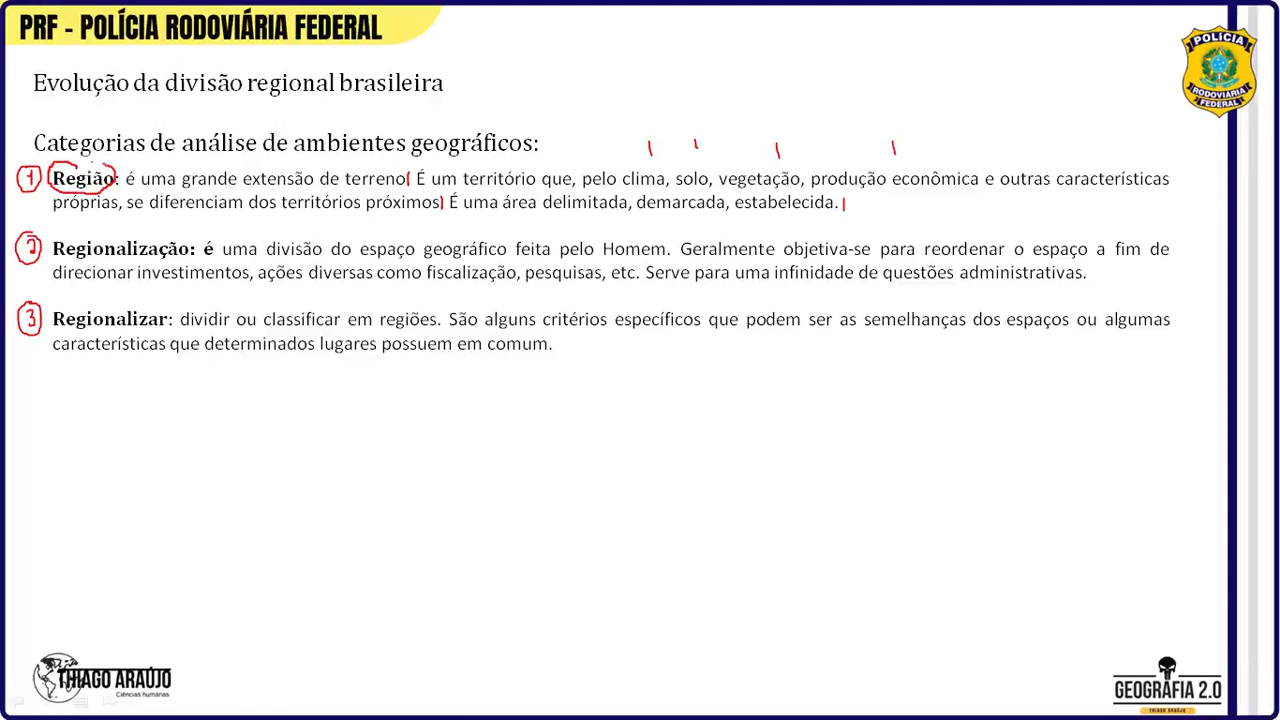 PRF - POLÍCIA RODOVIÁRIA FEDERAL
POLÍCIA
RODOVIÁRIA
FEDERAL
Evolução da divisão regional brasileira
Categorias de análise de ambientes geográficos:
1 Região: é uma grande extensão de terreno. É um território que, pelo clima, solo, vegetação, produção econômica e outras características
próprias, se diferenciam dos territórios próximos. É uma área delimitada, demarcada, estabelecida.
2 Regionalização: é uma divisão do espaço geográfico feita pelo Homem. Geralmente objetiva-se para reordenar o espaço a fim de
direcionar investimentos, ações diversas como fiscalização, pesquisas, etc. Serve para uma infinidade de questões administrativas.
3 Regionalizar: dividir ou classificar em regiões. São alguns critérios específicos que podem ser as semelhanças dos espaços ou algumas
características que determinados lugares possuem em comum.
THIAGO ARAÚJO
Ciências humanas
GEOGRAFIA 2.0
THIAGO ARAÚJO